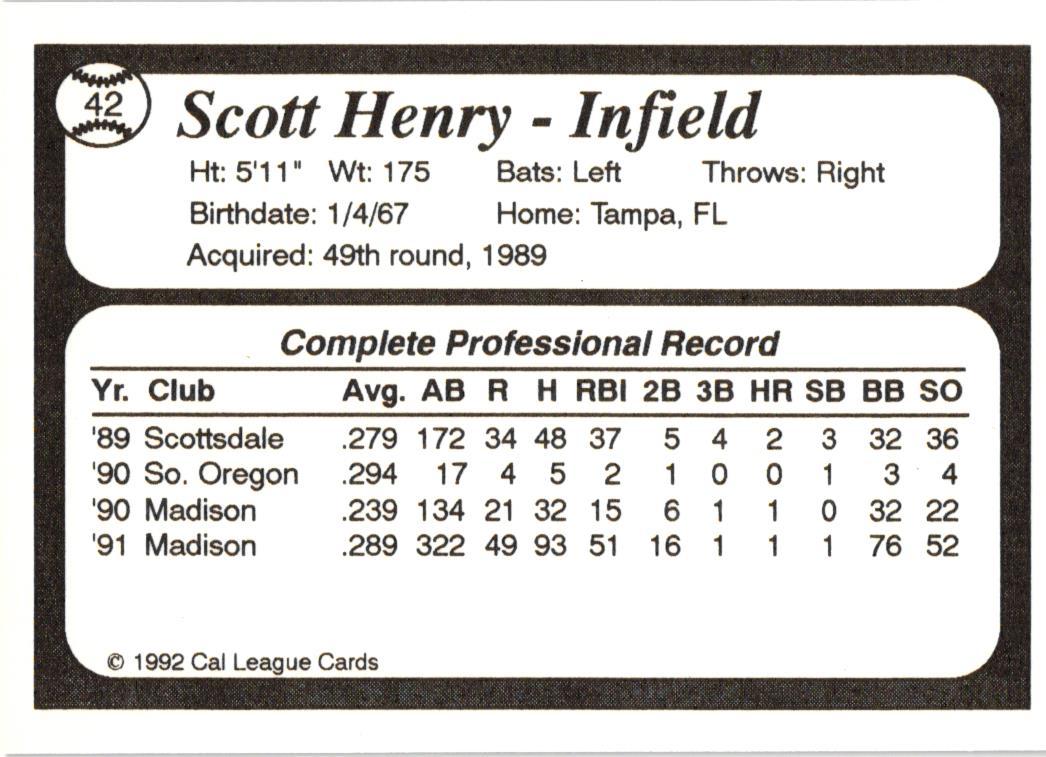 42
Scott Henry - Infield
Ht: 5'11" Wt: 175 Bats: Left Throws: Right
Birthdate: 1/4/67 Home: Tampa, FL
Acquired: 49th round, 1989
Complete Professional Record
Yr. Club Avg. AB R H RBI 2B 3B HR SB BB SO
'89 Scottsdale .279 172 34 48 37 5 4 2 3 32 36
'90 So. Oregon .294 17 4 5 2 1 0 0 1 3 4
'90 Madison .239 134 21 32 15 6 1 1 0 32 22
'91 Madison .289 322 49 93 51 16 1 1 1 76 52
© 1992 Cal League Cards